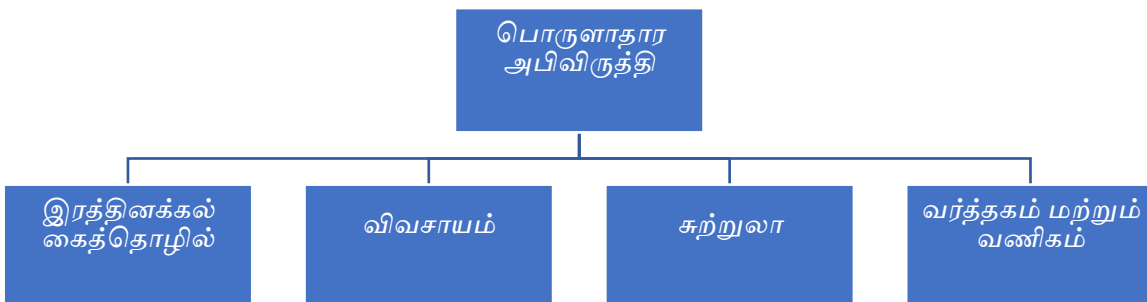 பொருளாதார
அபிவிருத்தி
இரத்தினக்கல்
கைத்தொழில்
விவசாயம்
சுற்றுலா
வர்த்தகம் மற்றும்
வணிகம்